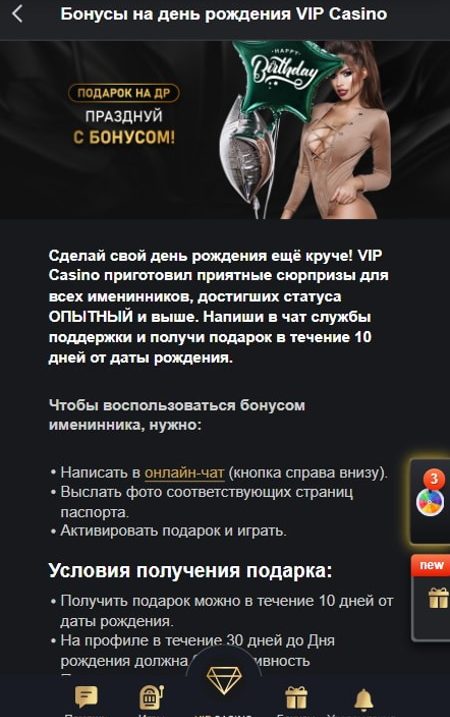 Бонусы на день рождения VIP Casino
HAPPY
Birthday
ПОДАРОК НА ДР
ПРАЗДНУЙ
С БОНУСОМ!
Сделай свой день рождения ещё круче! VIP
Casino приготовил приятные сюрпризы для
всех именинников, достигших статуса
ОПЫТНЫЙ и выше. Напиши в чат службы
поддержки и получи подарок в течение 10
дней от даты рождения.
Чтобы воспользоваться бонусом
именинника, нужно:
• Написать в онлайн-чат (кнопка справа внизу).
• Выслать фото соответствующих страниц
паспорта.
• Активировать подарок и играть.
3
new
Условия получения подарка:
• Получить подарок можно в течение 10 дней от
даты рождения.
• На профиле в течение 30 дней до Дня
рождения должна